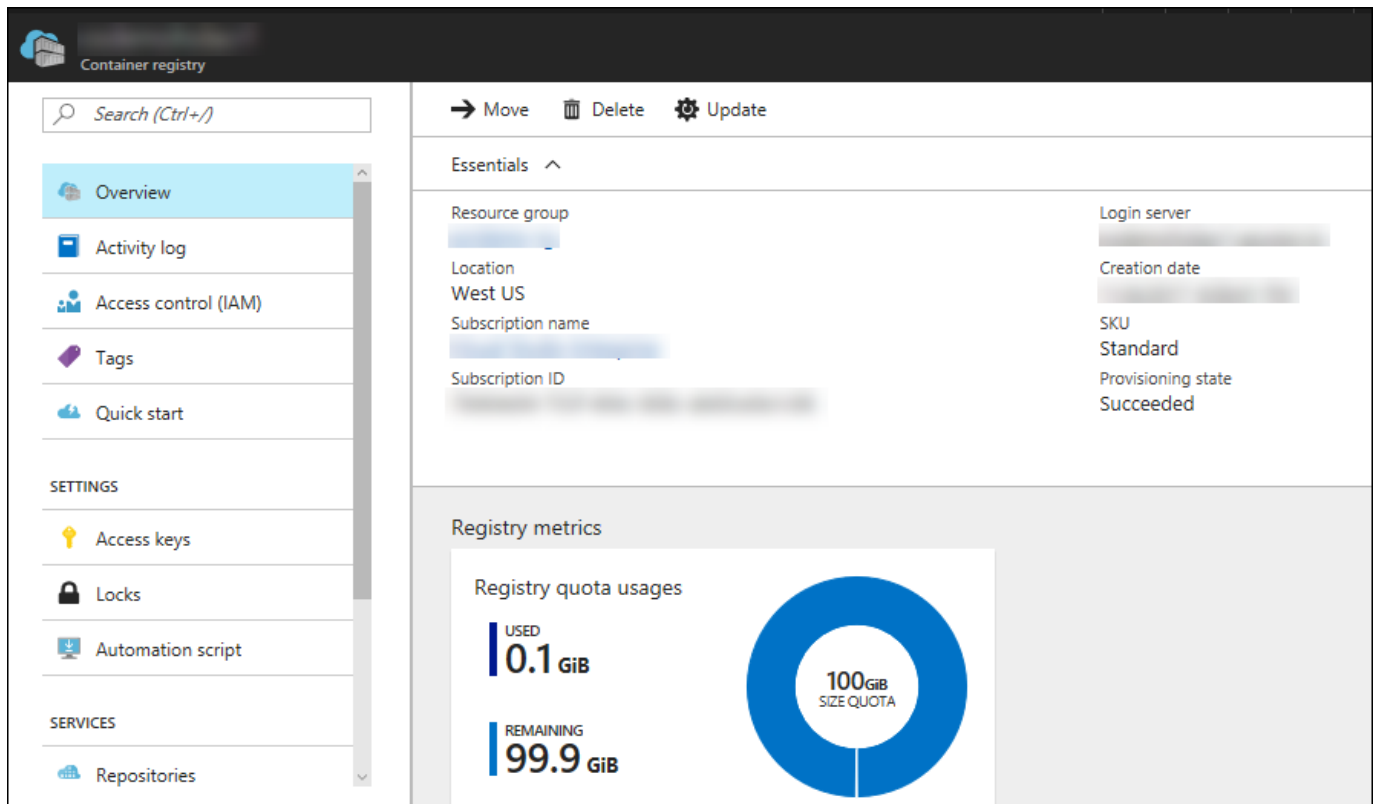 Container registry
Search (Ctrl+/)
Overview
Activity log
Access control (IAM)
Tags
Quick start
SETTINGS
Access keys
Locks
Automation script
SERVICES
Repositories
Move Delete Update
Essentials
Resource group
Location
West US
Subscription name
Subscription ID
Login server
Creation date
SKU
Standard
Provisioning state
Succeeded
Registry metrics
Registry quota usages
USED
0.1 GiB
REMAINING
99.9 GiB
100GiB
SIZE QUOTA